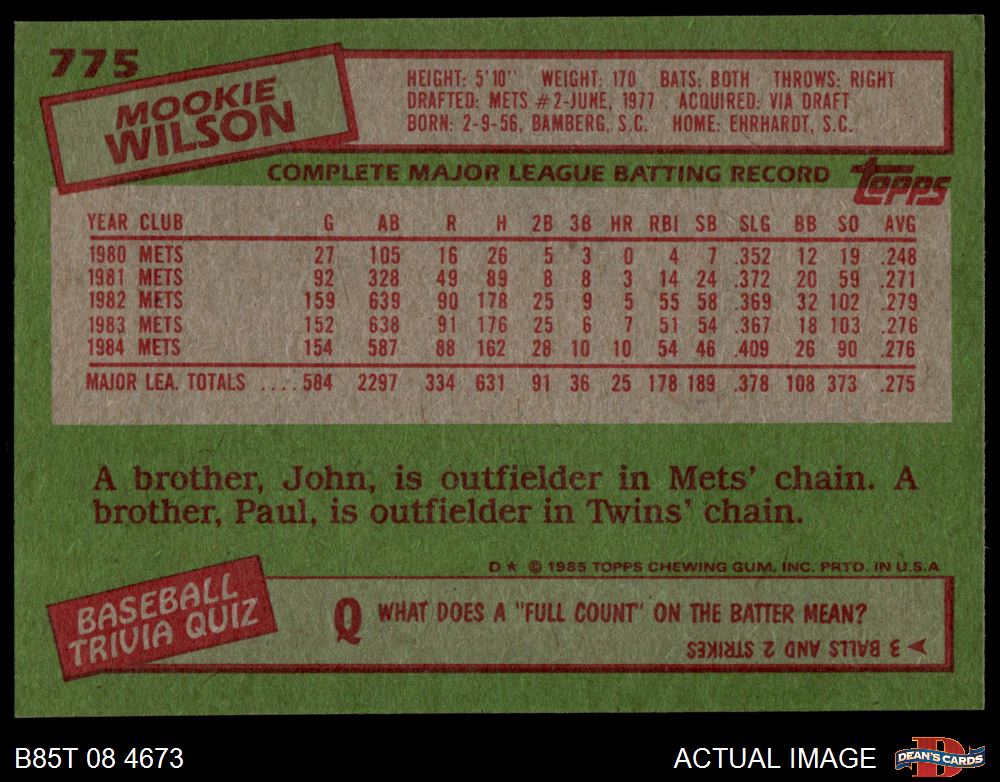 775
MOOKIE
WILSON
HEIGHT: 5'10" WEIGHT: 170 BATS: BOTH THROWS: RIGHT
DRAFTED: METS #2-JUNE, 1977 ACQUIRED: VIA DRAFT
BORN: 2-9-56, BAMBERG, S.C. HOME: EHRHARDT, S.C.
COMPLETE MAJOR LEAGUE BATTING RECORD
Topps
YEAR CLUB G AB R H 2B 3B HR RBI SB SLG BB SO AVG
1980 METS 27 105 16 26 5 3 0 4 7 .352 12 19 .248
1981 METS 92 328 49 89 8 8 3 14 24 .372 20 59 .271
1982 METS 159 639 90 178 25 9 5 55 58 .369 32 102 .279
1983 METS 152 638 91 176 25 6 7 51 54 .367 18 103 .276
1984 METS 154 587 88 162 28 10 10 54 46 .409 26 90 .276
MAJOR LEA. TOTALS ....584 2297 334 631 91 36 25 178 189 .378 108 373 .275
A brother, John, is outfielder in Mets' chain. A
brother, Paul, is outfielder in Twins' chain.
D* © 1985 TOPPS CHEWING GUM, INC. PRTD. IN U.S.A
BASEBALL
TRIVIA QUIZ
Q WHAT DOES A "FULL COUNT" ON THE BATTER MEAN?
3 BALLS AND 2 STRIKES
B85T 08 4673
ACTUAL IMAGE
D
DEAN'S CARDS